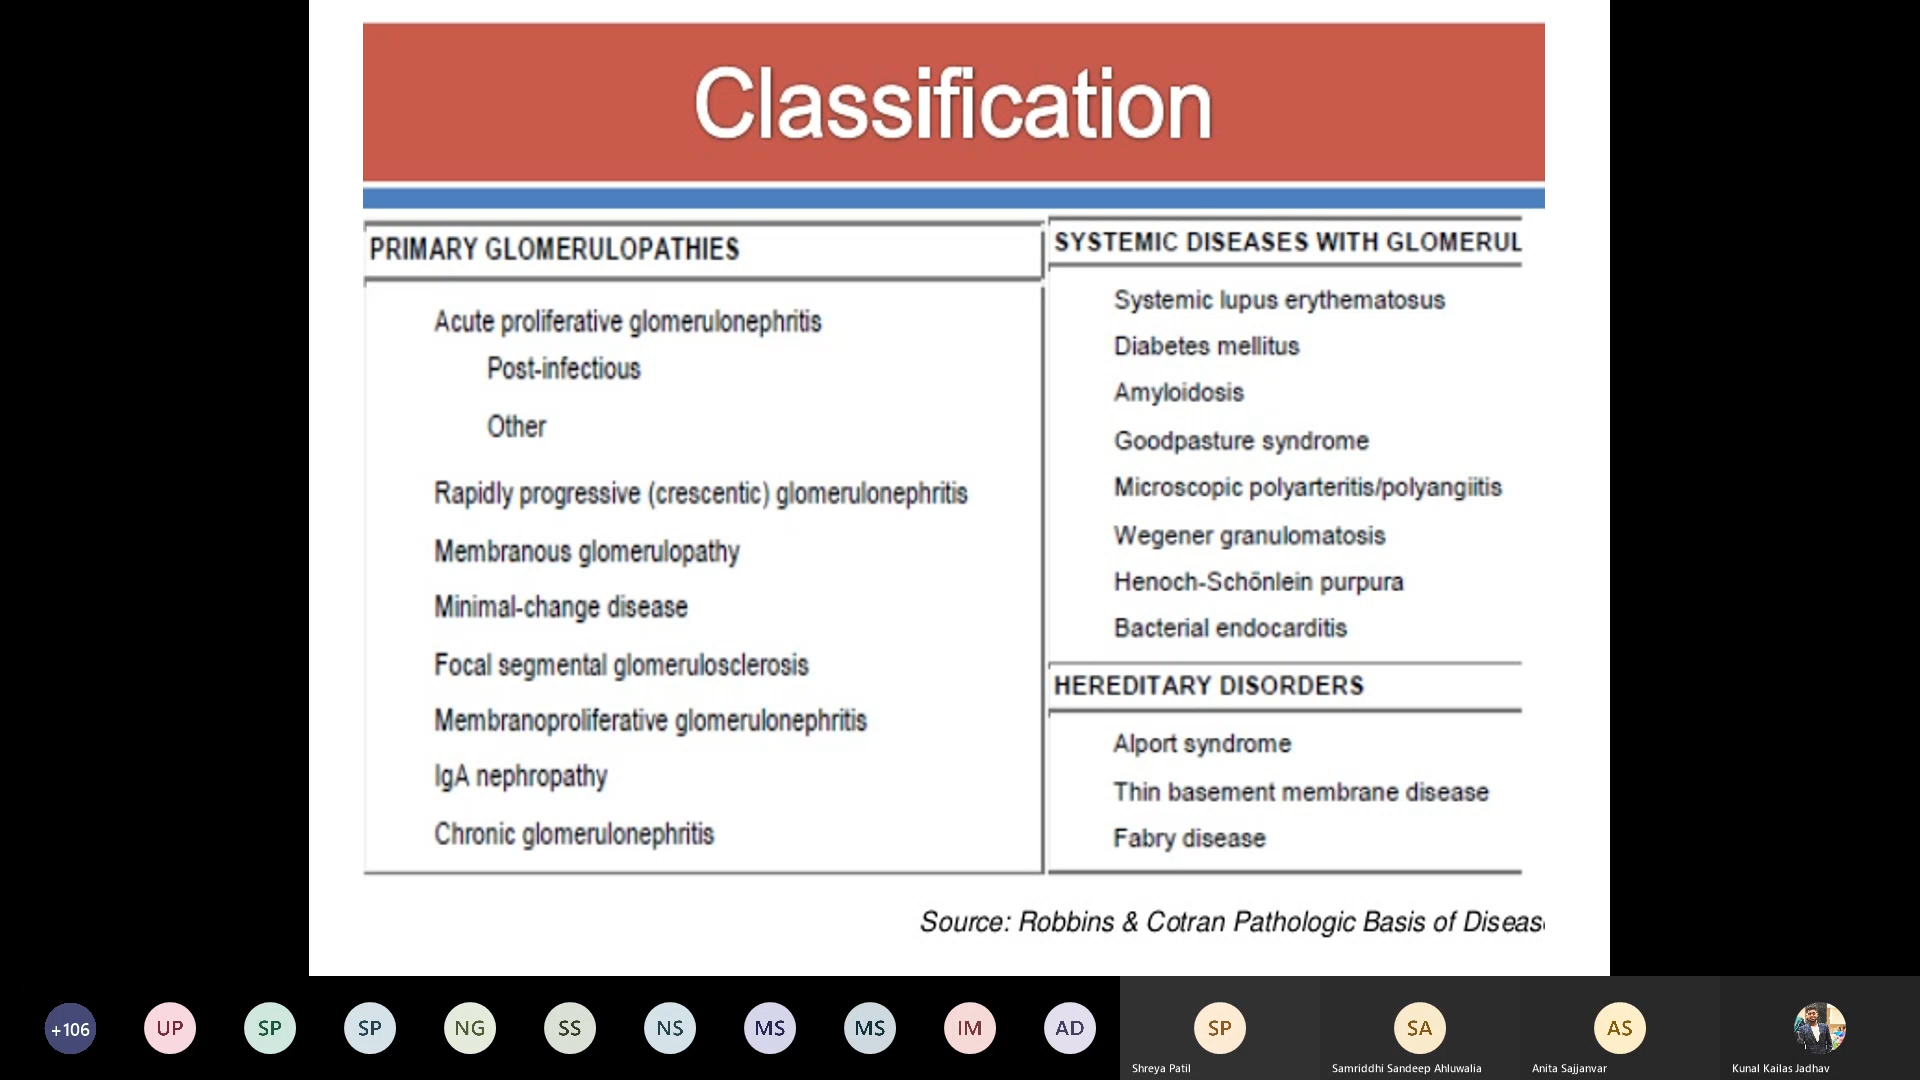 Classification
PRIMARY GLOMERULOPATHIES
Acute proliferative glomerulonephritis
Post-infectious
Other
Rapidly progressive (crescentic) glomerulonephritis
Membranous glomerulopathy
Minimal-change disease
Focal segmental glomerulosclerosis
Membranoproliferative glomerulonephritis
IgA nephropathy
Chronic glomerulonephritis
SYSTEMIC DISEASES WITH GLOMERUL
Systemic lupus erythematosus
Diabetes mellitus
Amyloidosis
Goodpasture syndrome
Microscopic polyarteritis/polyangiitis
Wegener granulomatosis
Henoch-Schönlein purpura
Bacterial endocarditis
HEREDITARY DISORDERS
Alport syndrome
Thin basement membrane disease
Fabry disease
Source: Robbins & Cotran Pathologic Basis of Diseas
+106 UP SP SP NG SS NS MS MS IM AD SP SA AS
Shreya Patil Samriddhi Sandeep Ahluwalia Anita Sajjanvar Kunal Kailas Jadhav